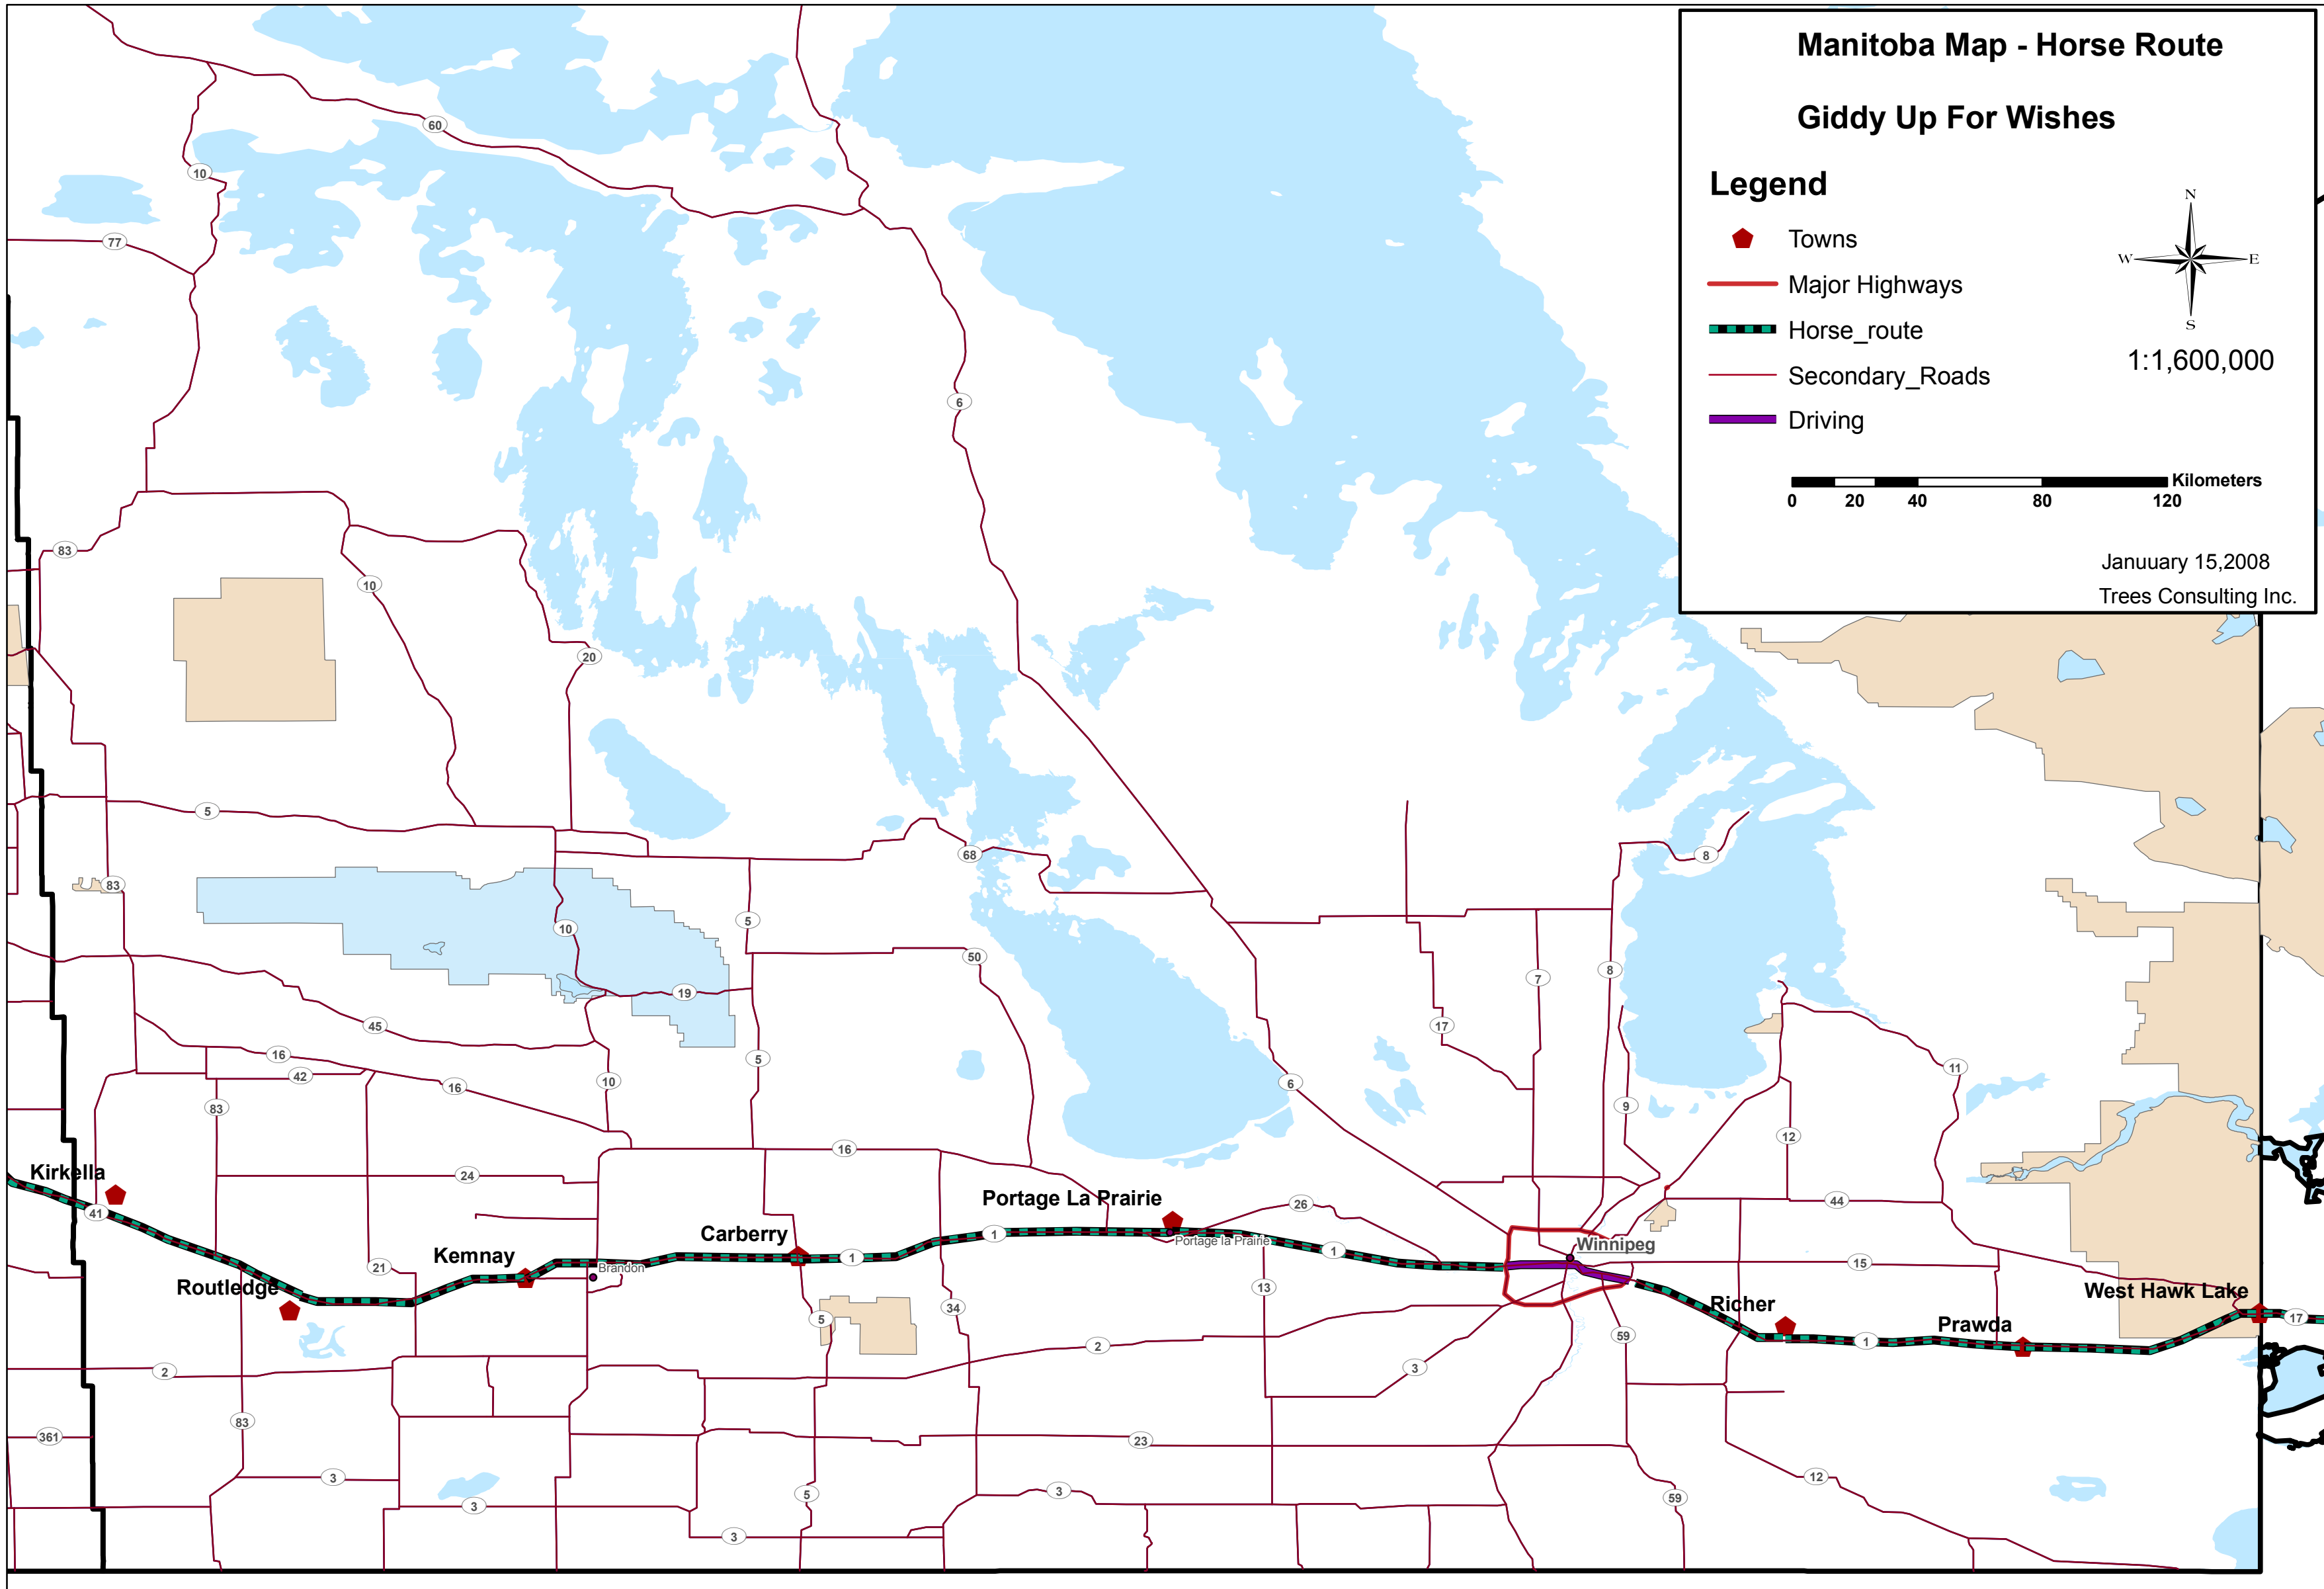 Manitoba Map - Horse Route
Giddy Up For Wishes
Legend
Towns
Major Highways
Horse_route
Secondary_Roads
Driving
N
W E
S
1:1,600,000
Kilometers
0 20 40 80 120
Januuary 15,2008
Trees Consulting Inc.
60
10
77
6
83
10
20
5
68
8
83
10
5
50
7
8
19
17
45
5
16
42
16
10
6
11
83
9
12
16
24
Kirkella
41
Portage La Prairie
26
44
Carberry
1
1
Portage la Prairie
1
Winnipeg
Kemnay
Brandon
21
15
Routledge
13
34
5
Richer
West Hawk Lake
17
Prawda
1
59
2
2
3
83
361
23
3
3
5
3
12
59
3